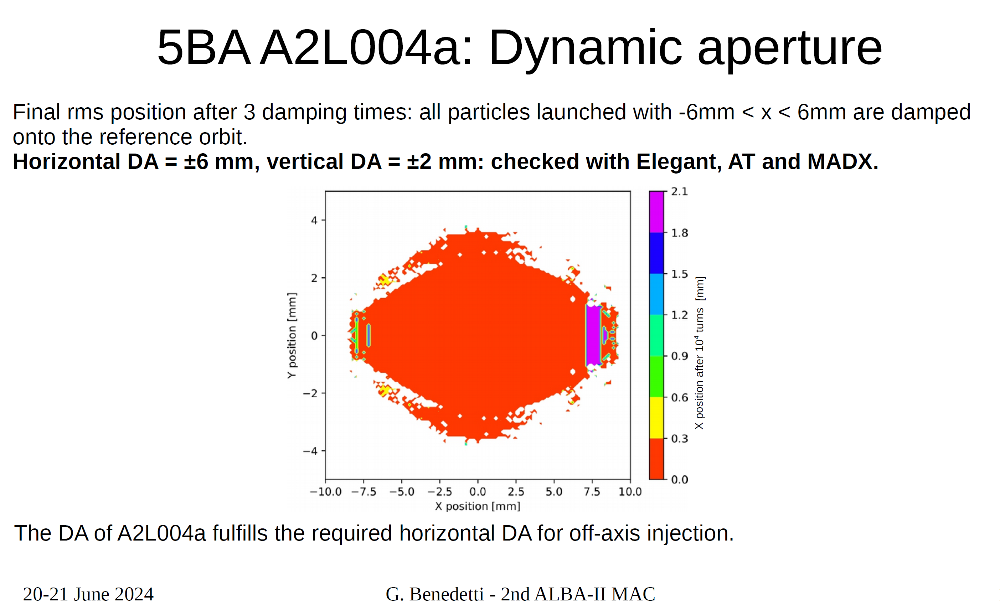 5BA A2L004a: Dynamic aperture
Final rms position after 3 damping times: all particles launched with -6mm < x < 6mm are damped
onto the reference orbit.
Horizontal DA = ±6 mm, vertical DA = ±2 mm: checked with Elegant, AT and MADX.
4
2
0
−2
−4
Y position [mm]
−10.0 −7.5 −5.0 −2.5 0.0 2.5 5.0 7.5 10.0
X position [mm]
2.1
1.8
1.5
1.2
0.9
0.6
0.3
0.0
X position after 10⁴ turns [mm]
The DA of A2L004a fulfills the required horizontal DA for off-axis injection.
20-21 June 2024
G. Benedetti - 2nd ALBA-II MAC